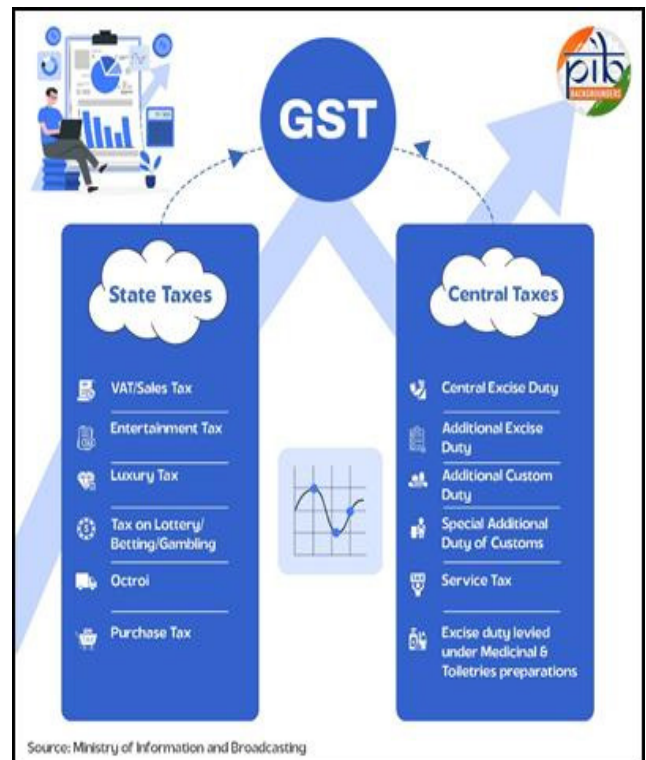 GST
pib
BACKGROUNDERS
State Taxes
VAT/Sales Tax
Entertainment Tax
Luxury Tax
Tax on Lottery/
Betting/Gambling
Octroi
Purchase Tax
Central Taxes
Central Excise Duty
Additional Excise
Duty
Additional Custom
Duty
Special Additional
Duty of Customs
Service Tax
Excise duty levied
under Medicinal &
Toiletries preparations
Source: Ministry of Information and Broadcasting